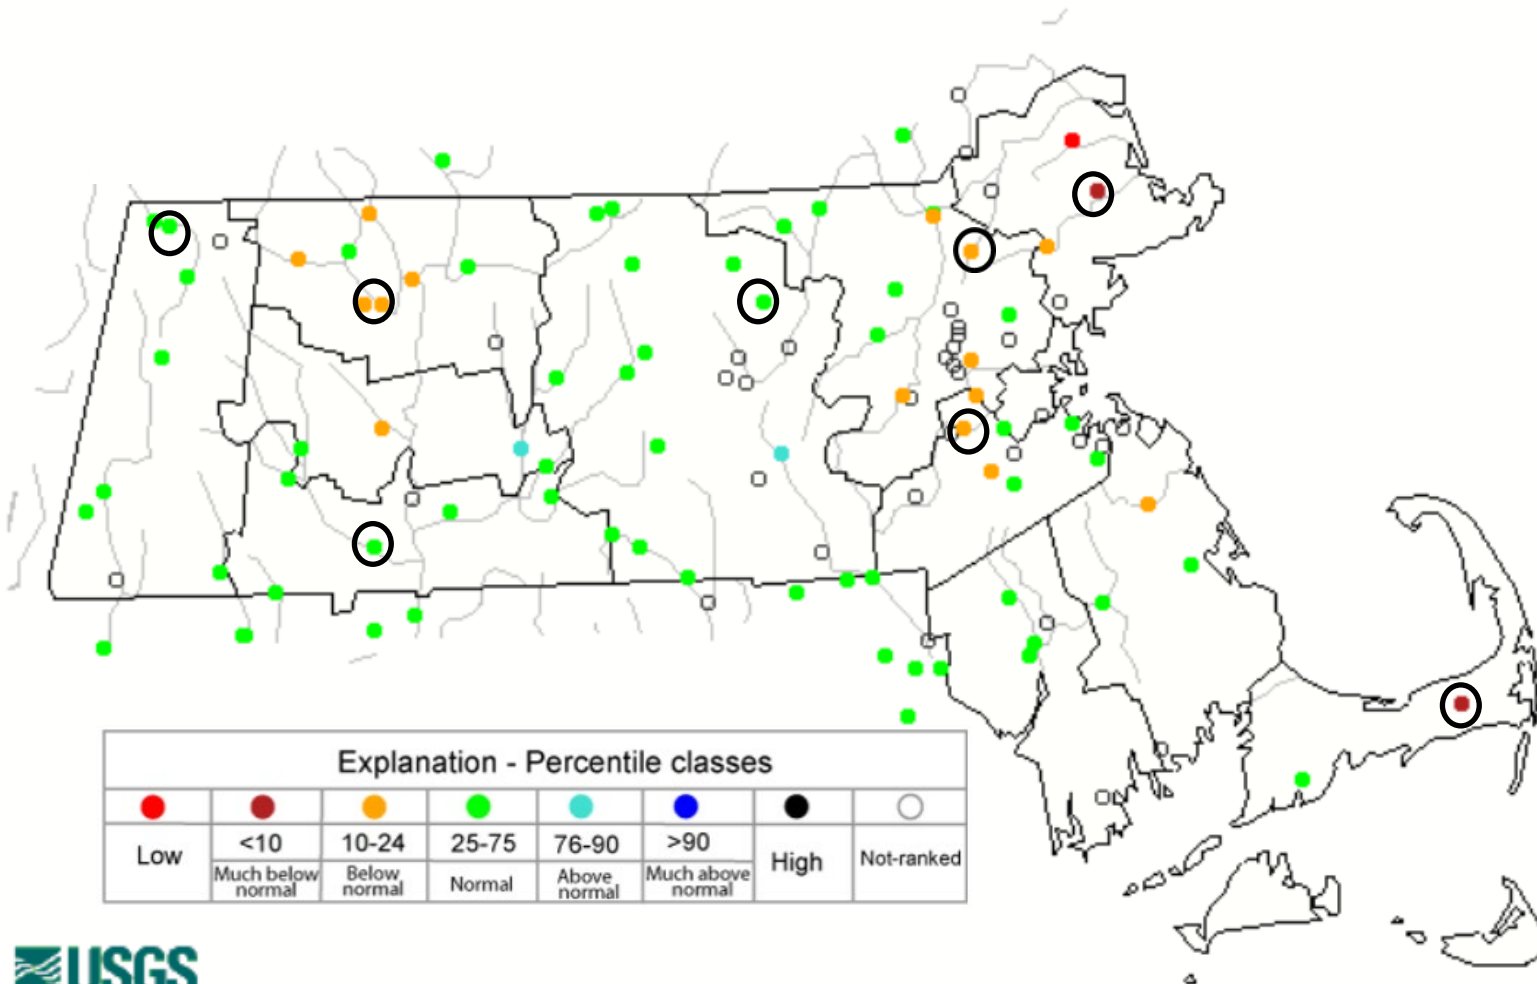 Explanation - Percentile classes
Low
<10
10-24
25-75
76-90
>90
High
Not-ranked
Much below
normal
Below
normal
Normal
Above
normal
Much above
normal
USGS